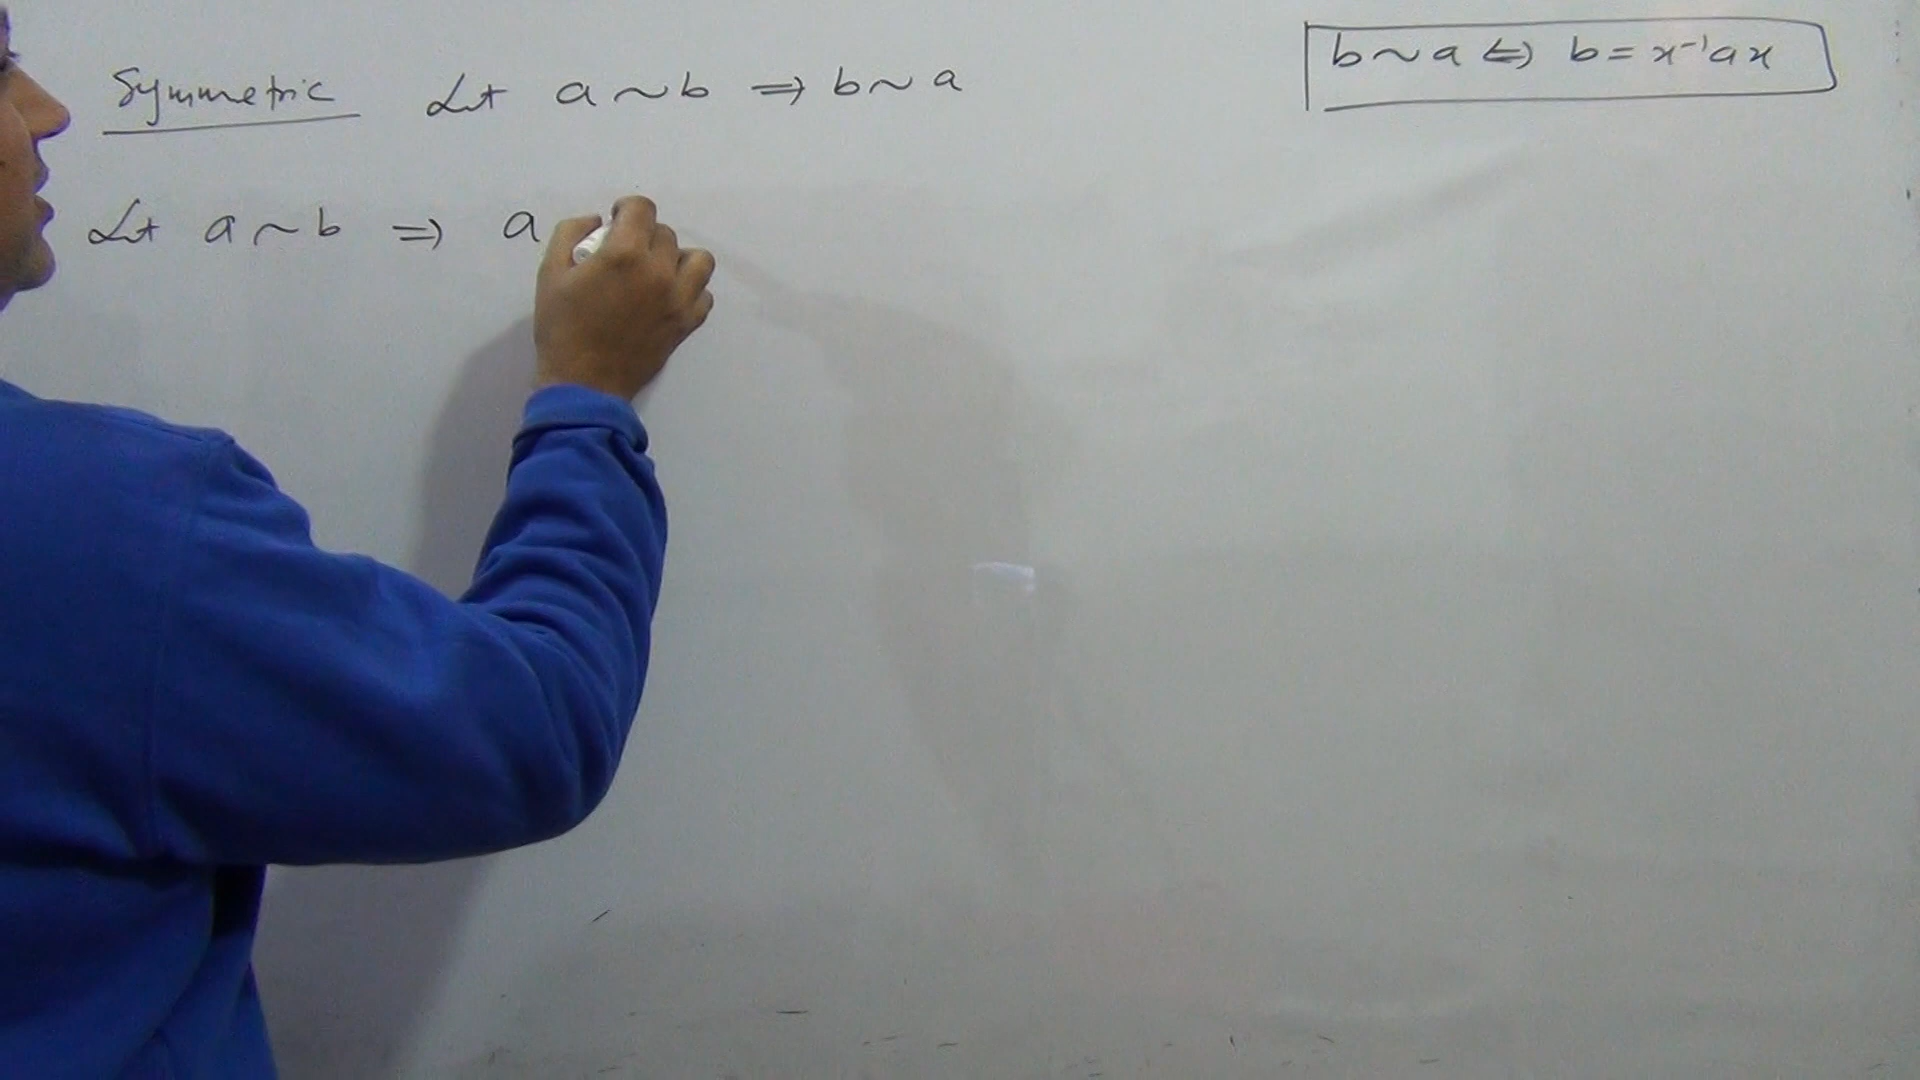 Symmetric Let a ~ b ⇒ b ~ a
b ~ a ⇔ b = x⁻¹ax
Let a ~ b ⇒ a